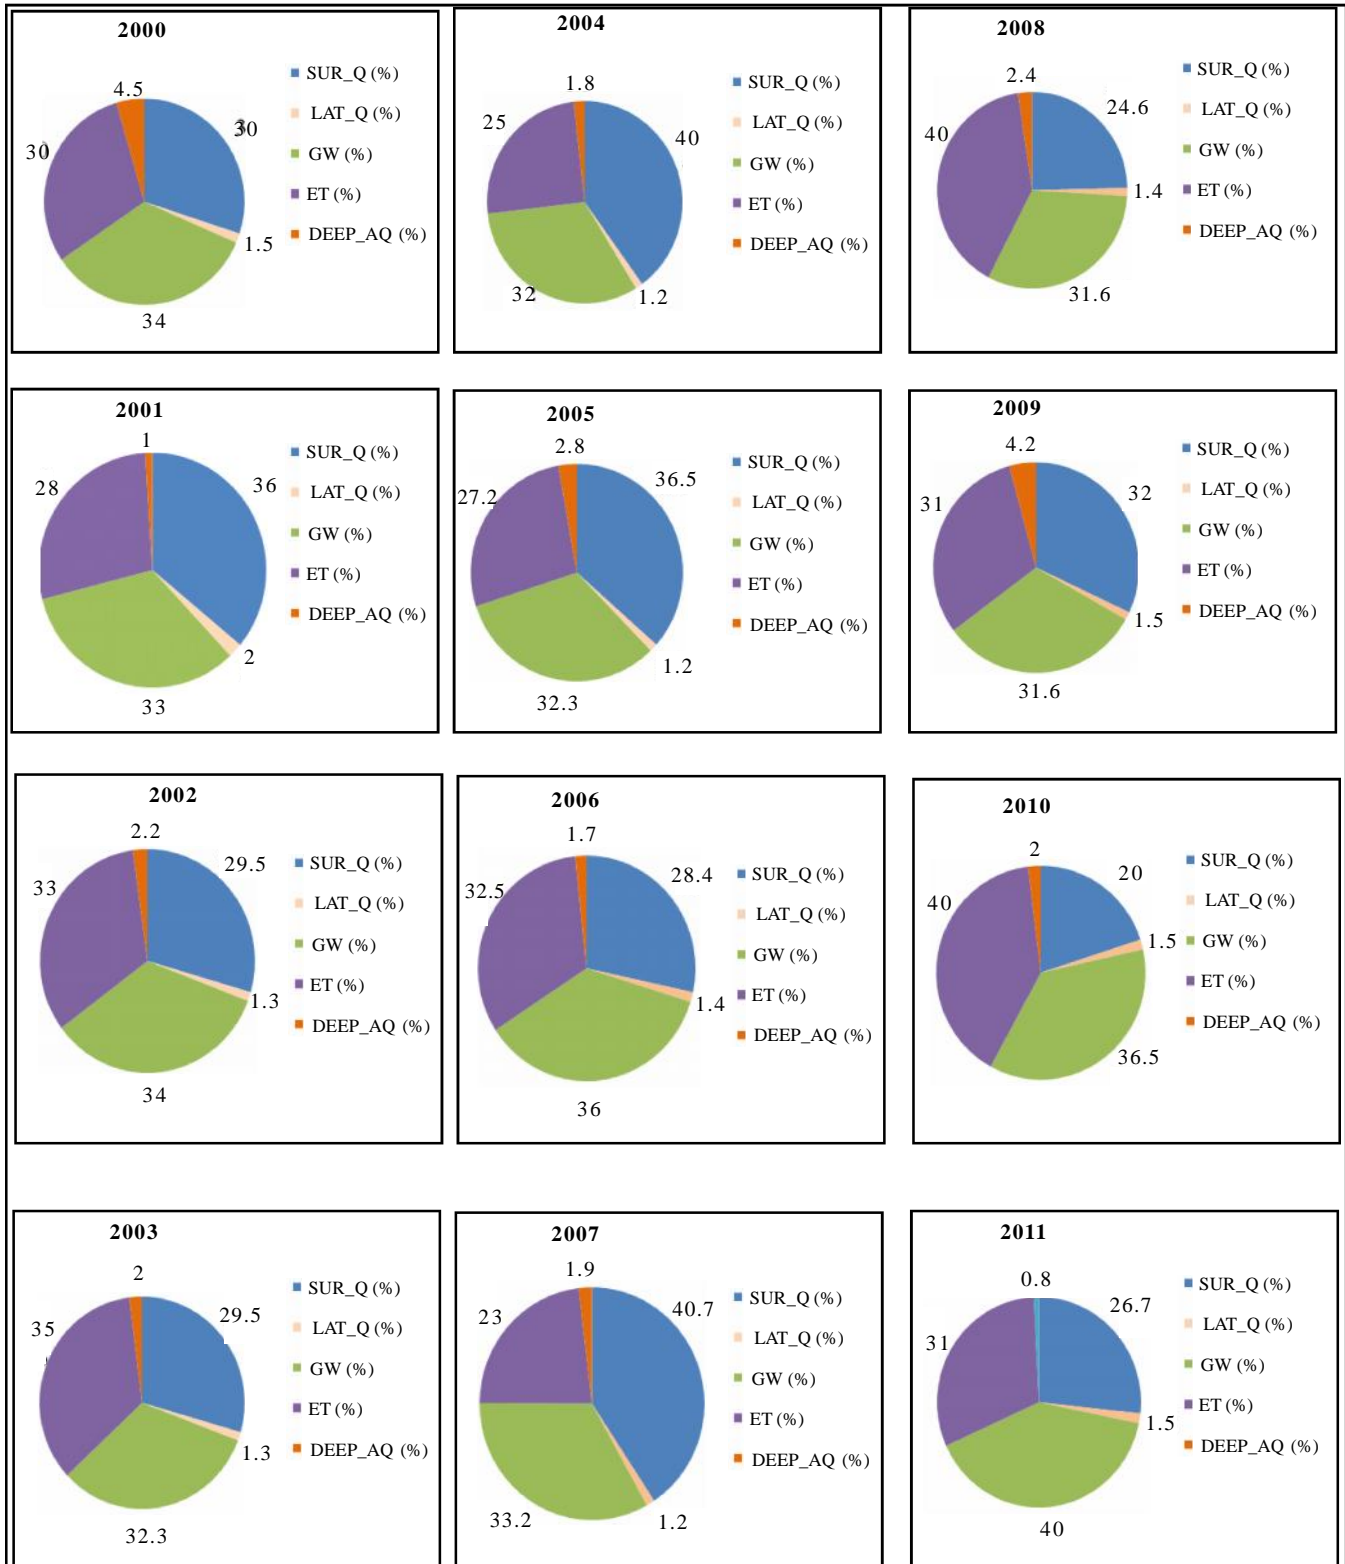 2000
SUR_Q (%)
LAT_Q (%)
GW (%)
ET (%)
DEEP_AQ (%)
4.5
30
30
1.5
34
2004
SUR_Q (%)
LAT_Q (%)
GW (%)
ET (%)
DEEP_AQ (%)
1.8
25
40
32
1.2
2008
SUR_Q (%)
LAT_Q (%)
GW (%)
ET (%)
DEEP_AQ (%)
2.4
24.6
40
1.4
31.6
2001
SUR_Q (%)
LAT_Q (%)
GW (%)
ET (%)
DEEP_AQ (%)
1
28
36
2
33
2005
SUR_Q (%)
LAT_Q (%)
GW (%)
ET (%)
DEEP_AQ (%)
2.8
36.5
27.2
1.2
32.3
2009
SUR_Q (%)
LAT_Q (%)
GW (%)
ET (%)
DEEP_AQ (%)
4.2
31
32
1.5
31.6
2002
SUR_Q (%)
LAT_Q (%)
GW (%)
ET (%)
DEEP_AQ (%)
2.2
29.5
33
1.3
34
2006
SUR_Q (%)
LAT_Q (%)
GW (%)
ET (%)
DEEP_AQ (%)
1.7
28.4
32.5
1.4
36
2010
SUR_Q (%)
LAT_Q (%)
GW (%)
ET (%)
DEEP_AQ (%)
2
20
40
1.5
36.5
2003
SUR_Q (%)
LAT_Q (%)
GW (%)
ET (%)
DEEP_AQ (%)
2
29.5
35
1.3
32.3
2007
SUR_Q (%)
LAT_Q (%)
GW (%)
ET (%)
DEEP_AQ (%)
1.9
40.7
23
33.2
1.2
2011
SUR_Q (%)
LAT_Q (%)
GW (%)
ET (%)
DEEP_AQ (%)
0.8
26.7
31
1.5
40